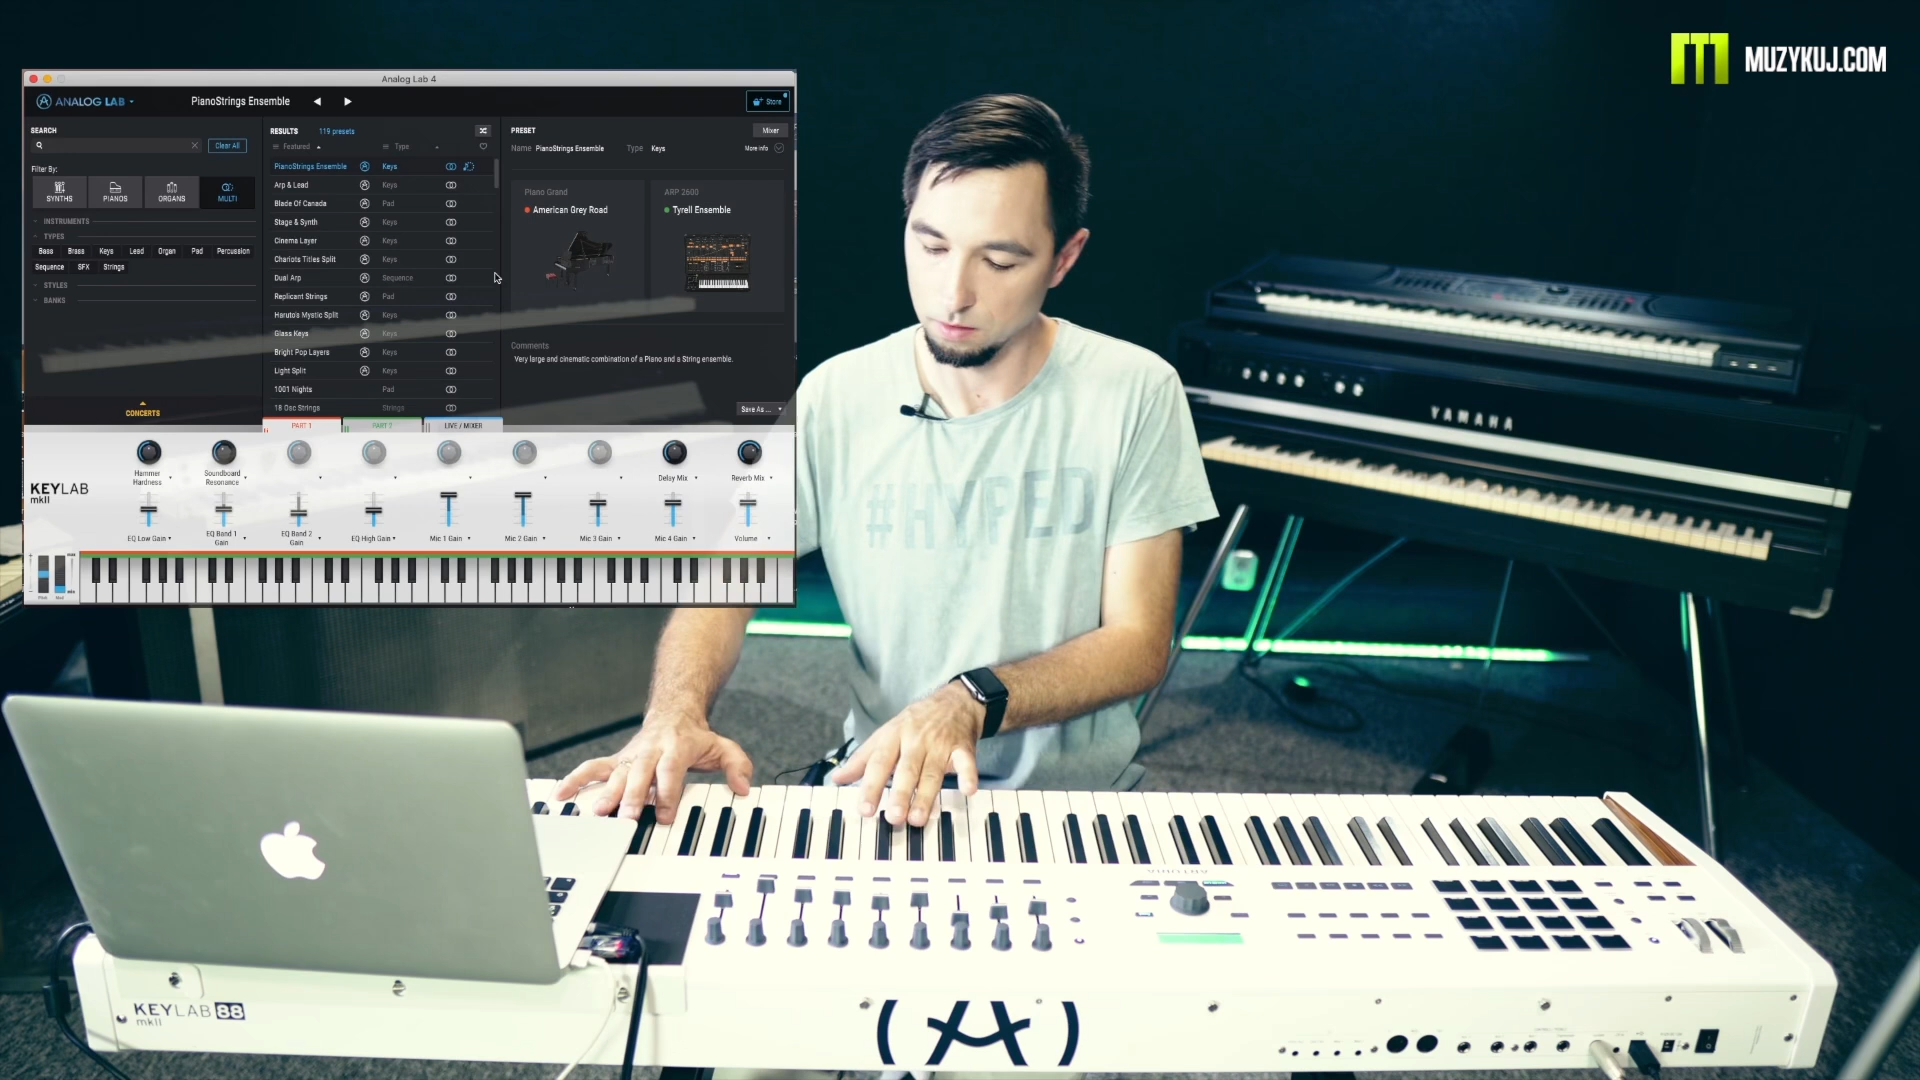 MUZYKUJ.COM
Analog Lab 4
ANALOG LAB
PianoStrings Ensemble
Store
SEARCH
Clear All
Filter By:
SYNTHS PIANOS ORGANS MULTI
INSTRUMENTS
TYPES
Bass Brass Keys Lead Organ Pad Percussion
Sequence SFX Strings
STYLES
BANKS
CONCERTS
RESULTS 119 presets
Featured Type
PianoStrings Ensemble Keys
Arp & Lead Keys
Blade Of Canada Pad
Stage & Synth Keys
Cinema Layer Keys
Chariots Titles Split Keys
Dual Arp Sequence
Replicant Strings Pad
Haruto's Mystic Split Keys
Glass Keys Keys
Bright Pop Layers Keys
Light Split Keys
1001 Nights Pad
18 Osc Strings Strings
PRESET Mixer
Name PianoStrings Ensemble Type Keys More info
Piano Grand
American Grey Road
ARP 2600
Tyrell Ensemble
Comments
Very large and cinematic combination of a Piano and a String ensemble.
Save As ...
PART 1 PART 2 LIVE / MIXER
Hammer Hardness
Soundboard Resonance
Delay Mix
Reverb Mix
KEYLAB
mkII
EQ Low Gain
EQ Band 1 Gain
EQ Band 2 Gain
EQ High Gain
Mic 1 Gain
Mic 2 Gain
Mic 3 Gain
Mic 4 Gain
Volume
#HYPED
YAMAHA
ARTURIA
KEYLAB 88
mkII